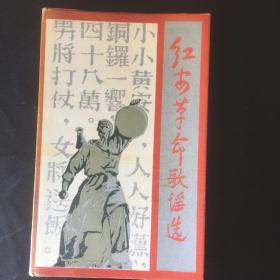 红安革命歌谣选
小小黃安，人人好漢
銅鑼一響，
四十八萬。
男將打仗，女將送飯。